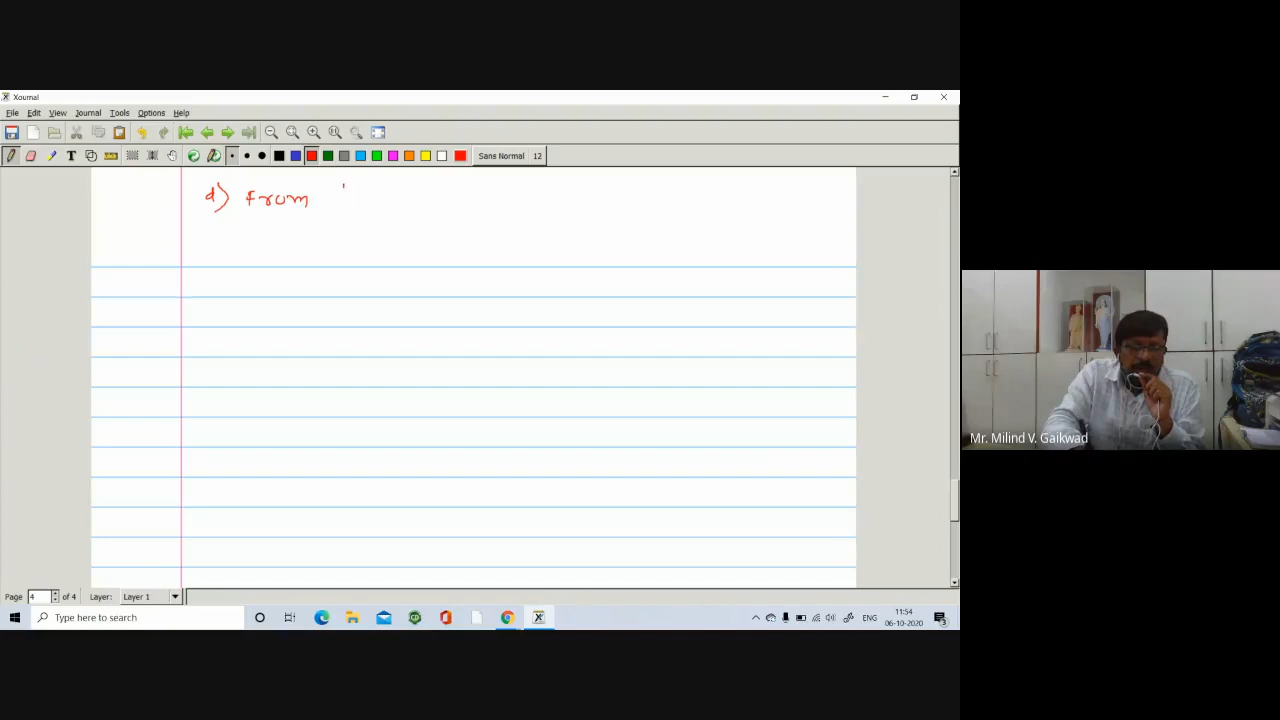 Xournal
File Edit View Journal Tools Options Help
Sans Normal 12
d) From '
Mr. Milind V. Gaikwad
Page 4 of 4 Layer: Layer 1
Type here to search
ENG
11:54
06-10-2020